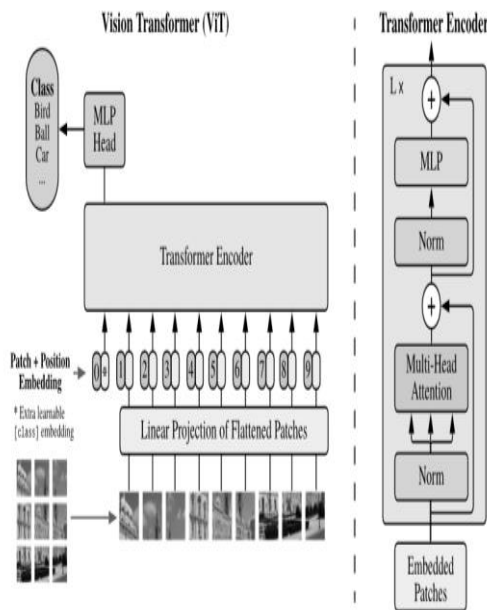 Vision Transformer (ViT)
Class
Bird
Ball
Car
...
MLP
Head
Transformer Encoder
Patch + Position
Embedding
0 * 1 2 3 4 5 6 7 8 9
* Extra learnable
[class] embedding
Linear Projection of Flattened Patches
Transformer Encoder
L x
+
MLP
Norm
+
Multi-Head
Attention
Norm
Embedded
Patches